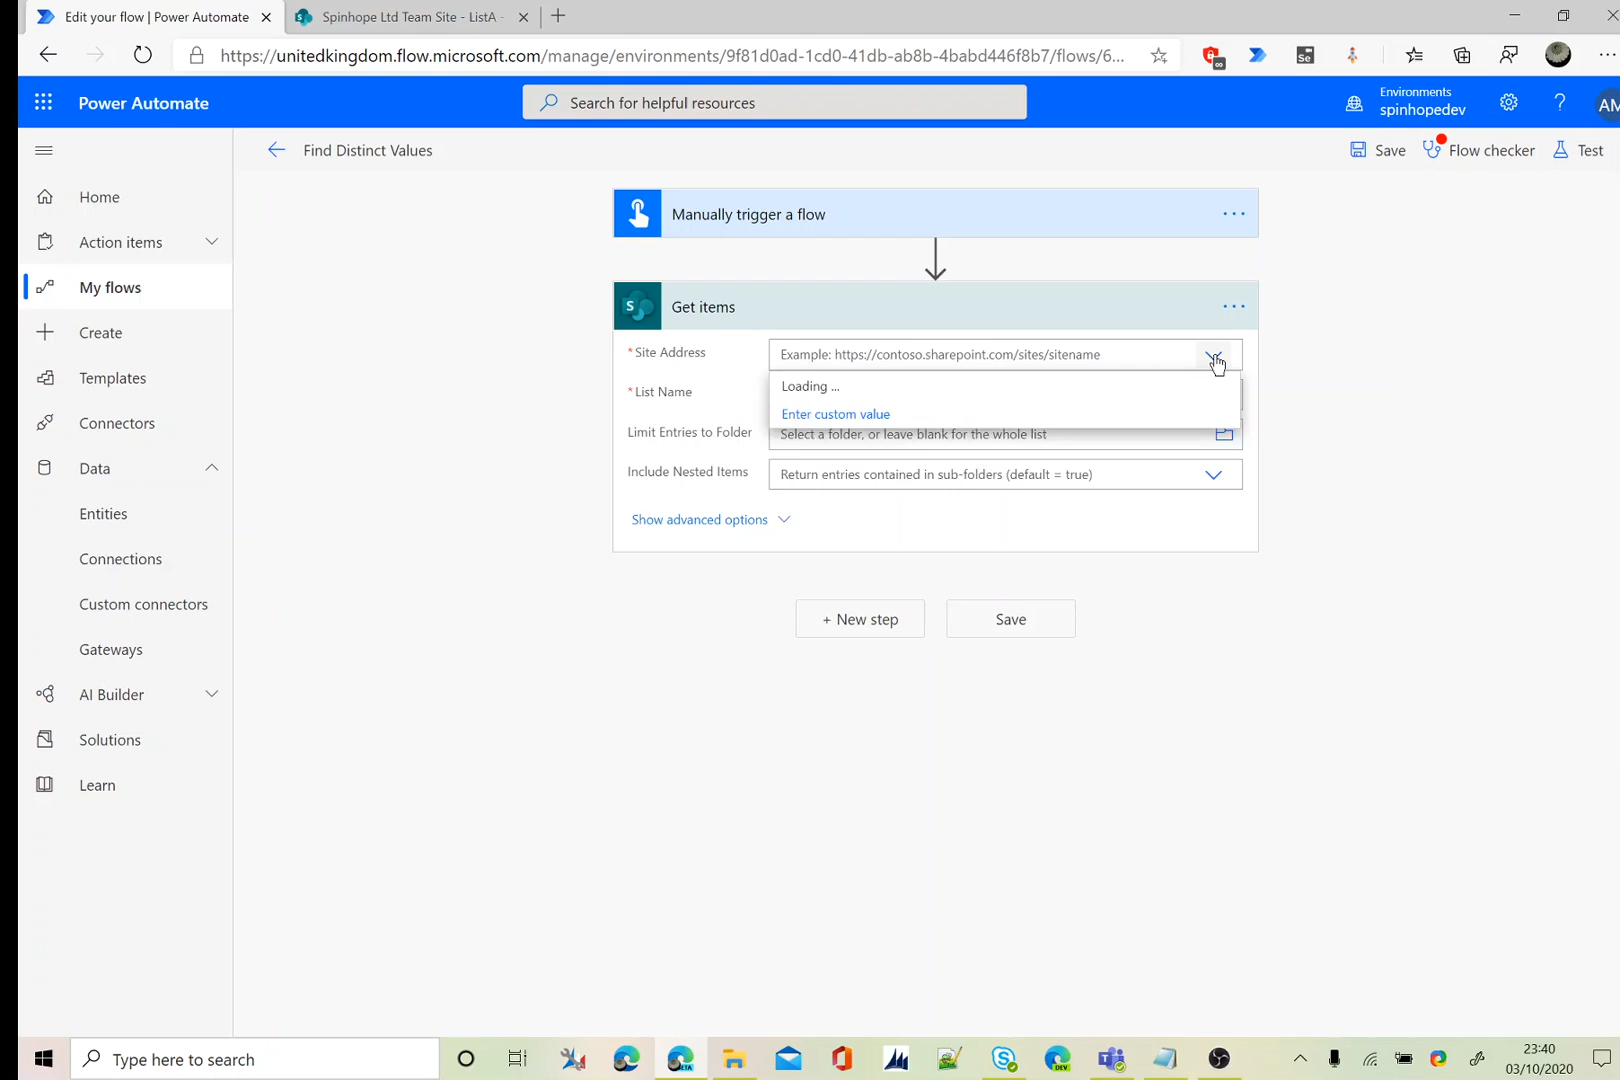 Edit your flow | Power Automate
Spinhope Ltd Team Site - ListA -
https://unitedkingdom.flow.microsoft.com/manage/environments/9f81d0ad-1cd0-41db-ab8b-4babd446f8b7/flows/6...
Power Automate
Search for helpful resources
Environments
spinhopedev
AM
Find Distinct Values
Save
Flow checker
Test
Home
Action items
My flows
Create
Templates
Connectors
Data
Entities
Connections
Custom connectors
Gateways
AI Builder
Solutions
Learn
Manually trigger a flow
S
Get items
* Site Address
Example: https://contoso.sharepoint.com/sites/sitename
Loading ...
Enter custom value
* List Name
Limit Entries to Folder
Select a folder, or leave blank for the whole list
Include Nested Items
Return entries contained in sub-folders (default = true)
Show advanced options
+ New step
Save
Type here to search
BETA
DEV
23:40
03/10/2020